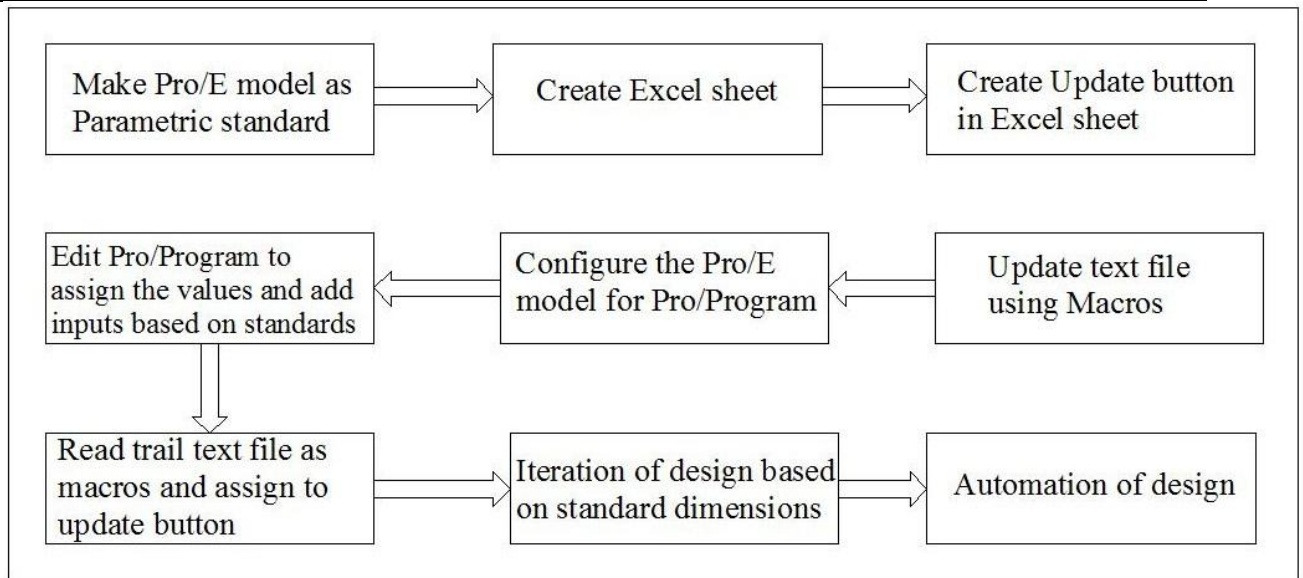 Make Pro/E model as
Parametric standard
Create Excel sheet
Create Update button
in Excel sheet
Edit Pro/Program to
assign the values and add
inputs based on standards
Configure the Pro/E
model for Pro/Program
Update text file
using Macros
Read trail text file as
macros and assign to
update button
Iteration of design based
on standard dimensions
Automation of design